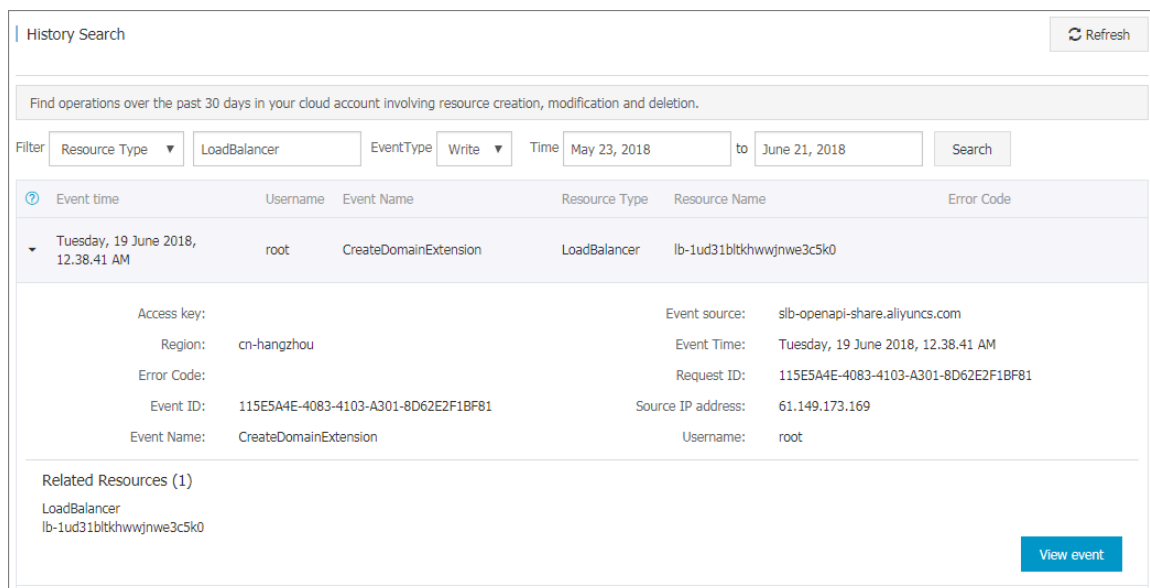 History Search
Refresh
Find operations over the past 30 days in your cloud account involving resource creation, modification and deletion.
Filter Resource Type LoadBalancer EventType Write Time May 23, 2018 to June 21, 2018 Search
Event time Username Event Name Resource Type Resource Name Error Code
Tuesday, 19 June 2018,
12.38.41 AM root CreateDomainExtension LoadBalancer lb-1ud31bltkhwwjnwe3c5k0
Access key: Event source: slb-openapi-share.aliyuncs.com
Region: cn-hangzhou Event Time: Tuesday, 19 June 2018, 12.38.41 AM
Error Code: Request ID: 115E5A4E-4083-4103-A301-8D62E2F1BF81
Event ID: 115E5A4E-4083-4103-A301-8D62E2F1BF81 Source IP address: 61.149.173.169
Event Name: CreateDomainExtension Username: root
Related Resources (1)
LoadBalancer
lb-1ud31bltkhwwjnwe3c5k0
View event